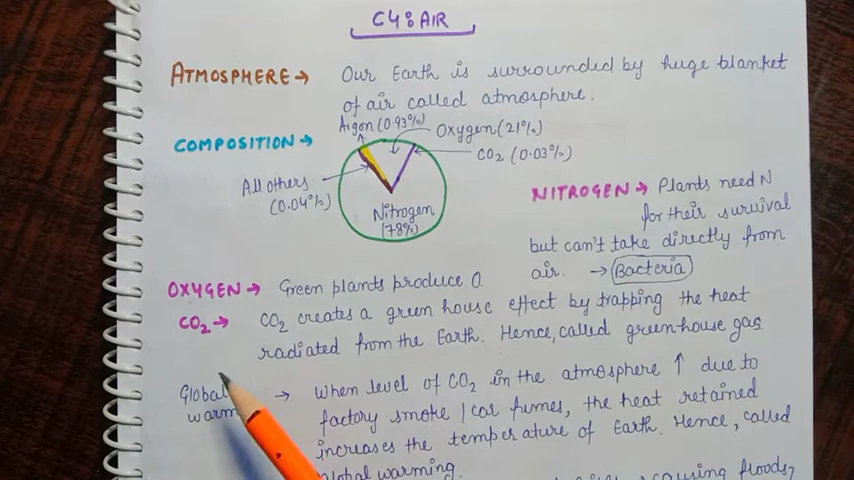 C4:AIR
ATMOSPHERE → Our Earth is surrounded by huge blanket
of air called atmosphere.
COMPOSITION →
Argon (0.93%)
Oxygen (21%)
CO2 (0.03%)
All others
(0.04%)
Nitrogen
(78%)
NITROGEN → Plants need N
for their survival
but can't take directly from
air. → Bacteria
OXYGEN → Green plants produce O.
CO2 → CO2 creates a green house effect by trapping the heat
radiated from the Earth. Hence, called green-house gas
Global
warm
→ When level of CO2 in the atmosphere ↑ due to
factory smoke / car fumes, the heat retained
increases the temperature of Earth. Hence, called
global warming.
causing floods,